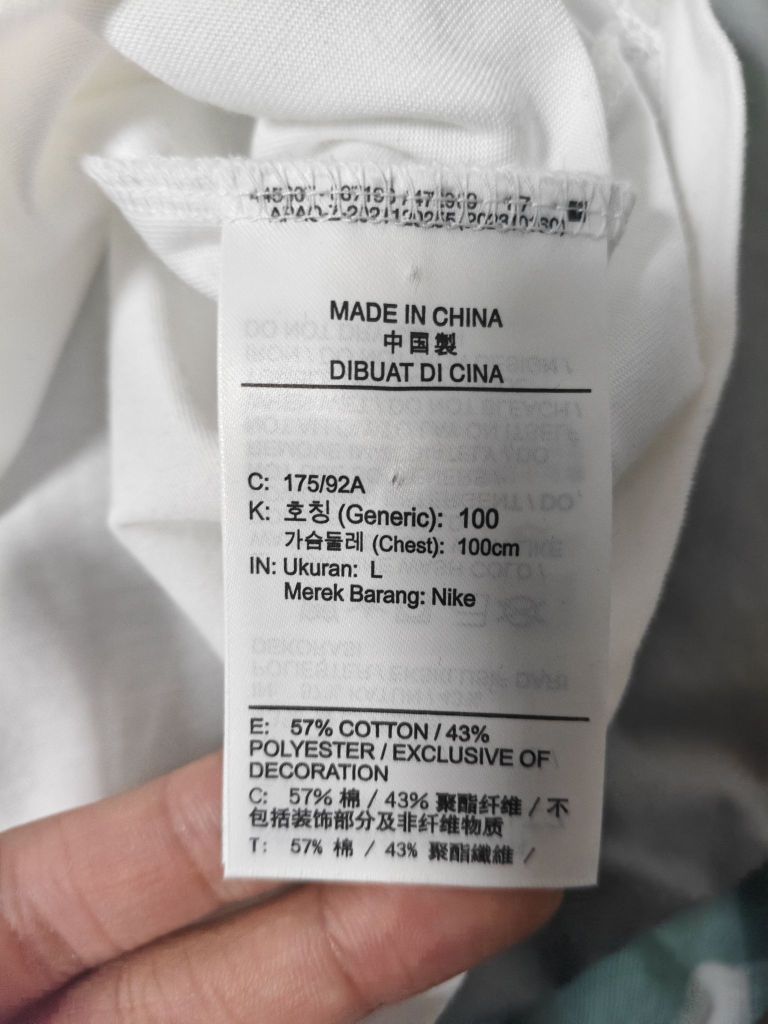 MADE IN CHINA
中国製
DIBUAT DI CINA
C: 175/92A
K: 호칭 (Generic): 100
가슴둘레 (Chest): 100cm
IN: Ukuran: L
Merek Barang: Nike
E: 57% COTTON / 43%
POLYESTER / EXCLUSIVE OF
DECORATION
C: 57% 棉 / 43% 聚酯纤维 / 不
包括装饰部分及非纤维物质
T: 57% 棉 / 43% 聚酯纖維 /